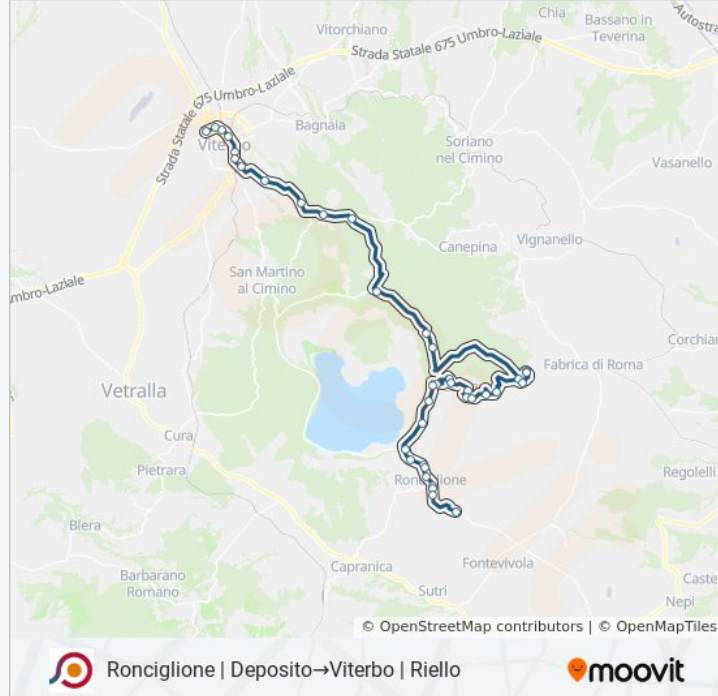 Vitorchiano
Chia
Bassano in
Teverina
Autostra
Strada Statale 675 Umbro-Laziale
Strada Statale 675 Umbro-Laziale
Bagnaia
Viterbo
Soriano
nel Cimino
Vasanello
Canepina
Vignanello
San Martino
al Cimino
mbro-Laziale
Corchian
Fabrica di Roma
Vetralla
Cura
Pietrara
Ronciglione
Regolelli
Blera
Capranica
Fontevivola
Barbarano
Romano
Sutri
Caste
Nepi
© OpenStreetMap contributors | © OpenMapTiles
Ronciglione | Deposito→Viterbo | Riello
moovit